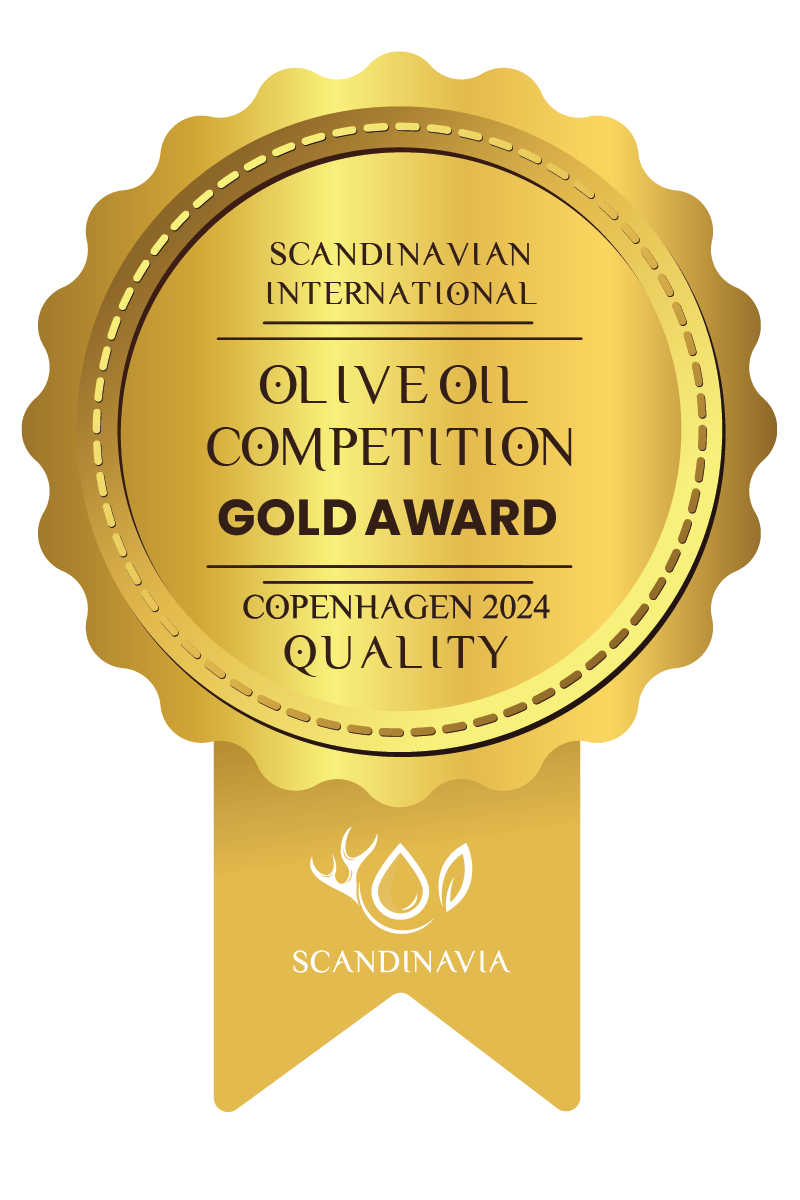 SCANDINAVIAN
INTERNATIONAL
OLIVE OIL
COMPETITION
GOLD AWARD
COPENHAGEN 2024
QUALITY
SCANDINAVIA